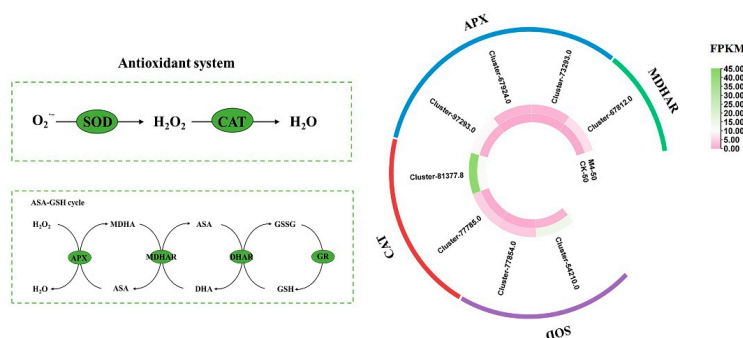 Antioxidant system
O₂·⁻ SOD H₂O₂ CAT H₂O
ASA-GSH cycle
H₂O₂ MDHA ASA GSSG
APX MDHAR DHAR GR
H₂O ASA DHA GSH
APX
MDHAR
CAT
SOD
Cluster-97293.0
Cluster-67924.0
Cluster-73293.0
Cluster-67812.0
Cluster-81377.8
Cluster-77785.0
Cluster-77854.0
Cluster-54210.0
M4-50
CK-50
FPKM
45.00
40.00
35.00
30.00
25.00
20.00
15.00
10.00
5.00
0.00